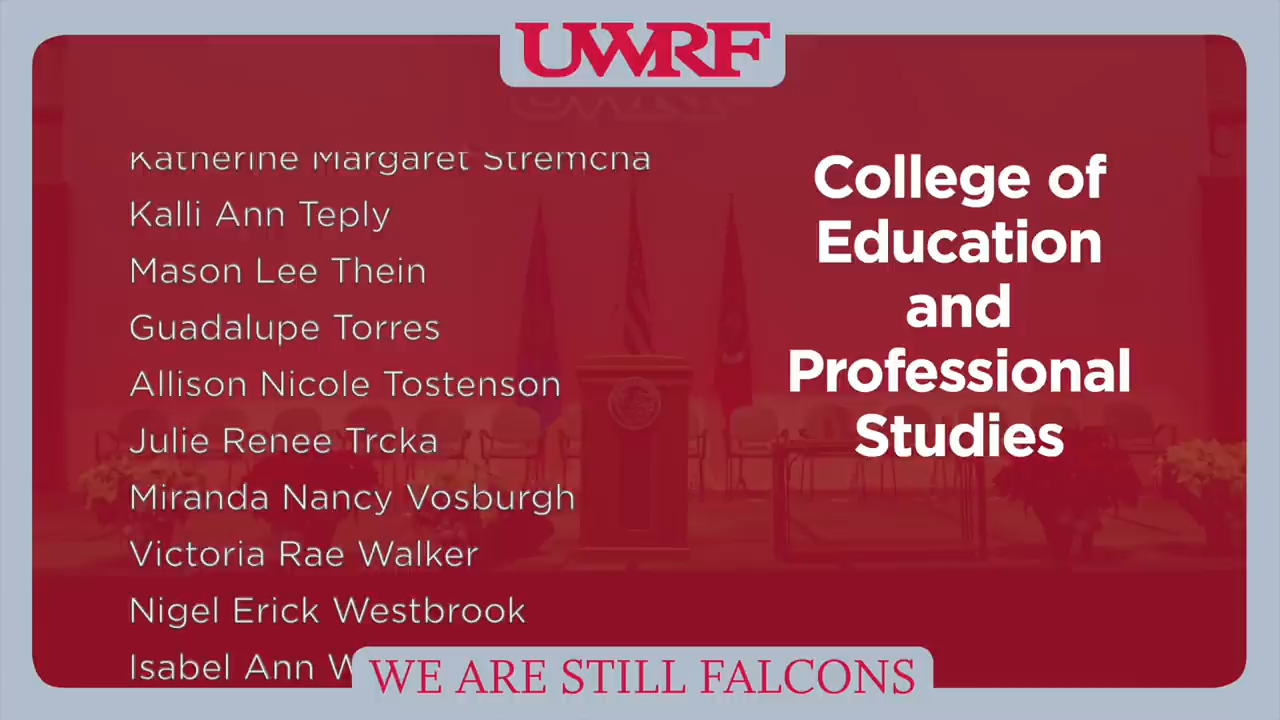 UWRF
Katherine Margaret Stremcha
Kalli Ann Teply
Mason Lee Thein
Guadalupe Torres
Allison Nicole Tostenson
Julie Renee Trcka
Miranda Nancy Vosburgh
Victoria Rae Walker
Nigel Erick Westbrook
Isabel Ann
College of
Education
and
Professional
Studies
WE ARE STILL FALCONS